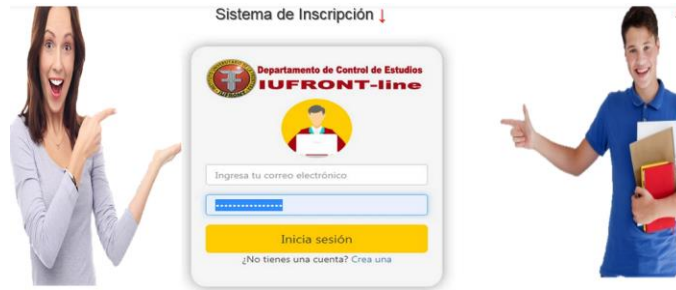 Sistema de Inscripción ↓
Departamento de Control de Estudios
IUFRONT-line
Ingresa tu correo electrónico
Inicia sesión
¿No tienes una cuenta? Crea una